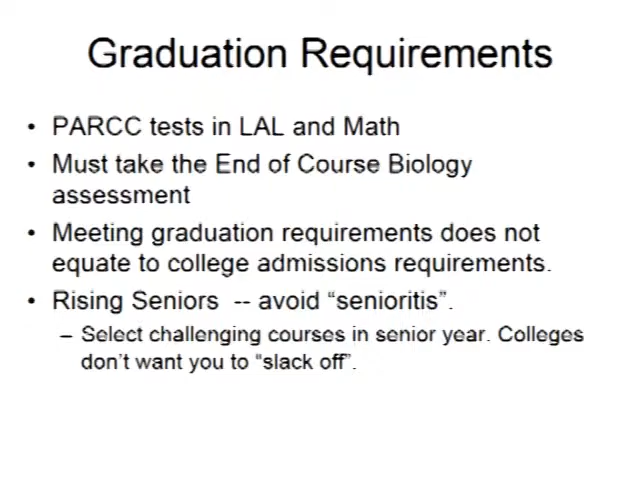 Graduation Requirements
• PARCC tests in LAL and Math
• Must take the End of Course Biology
assessment
• Meeting graduation requirements does not
equate to college admissions requirements.
• Rising Seniors -- avoid “senioritis”.
– Select challenging courses in senior year. Colleges
don’t want you to “slack off”.